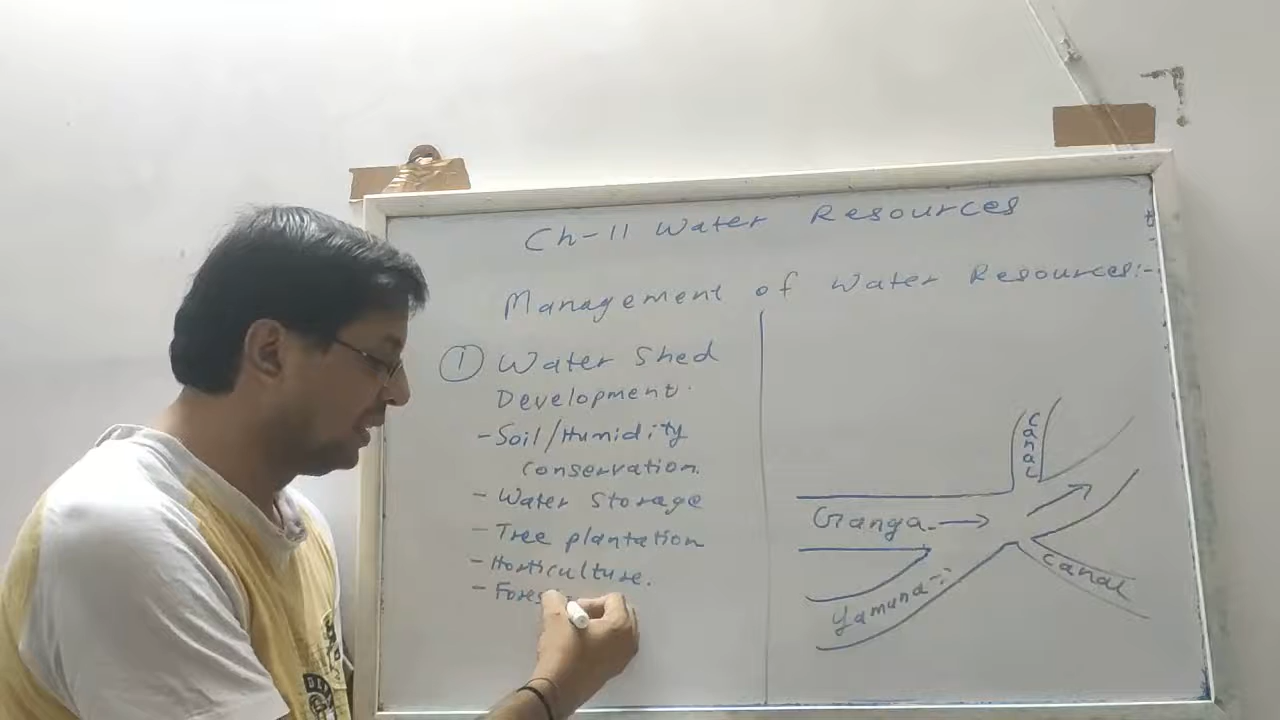 Ch-11 Water Resources
Management of Water Resources:-
① Water Shed
Development.
- Soil/Humidity
conservation.
- Water Storage
- Tree plantation
- Horticulture.
- Fores
Canal
Ganga
Yamuna
Canal